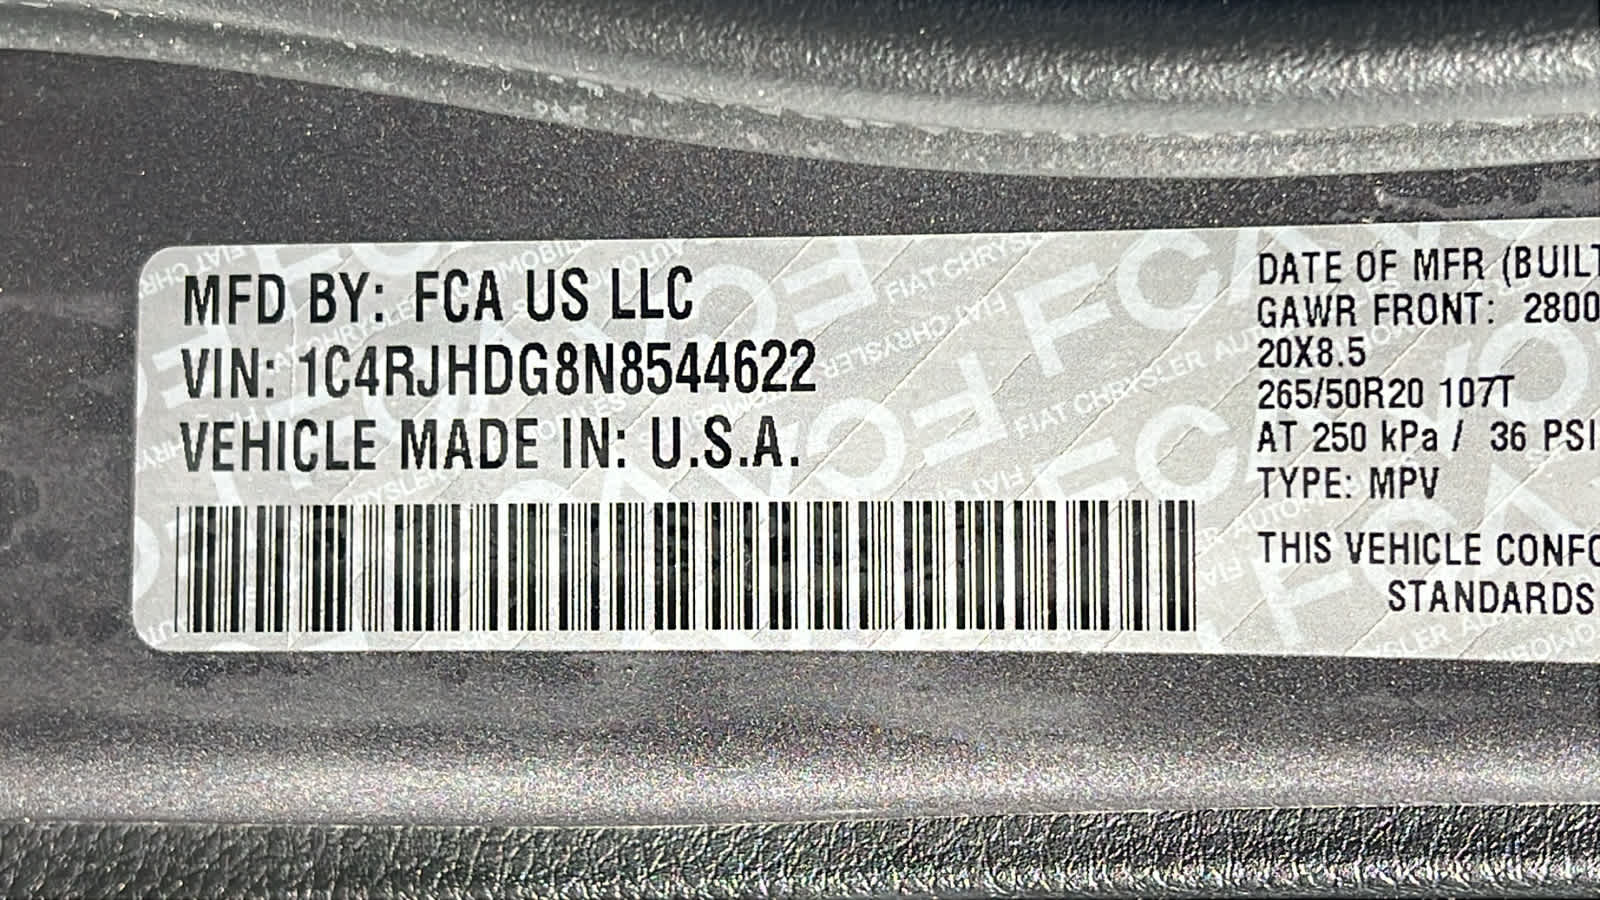 MFD BY: FCA US LLC
VIN: 1C4RJHDG8N8544622
VEHICLE MADE IN: U.S.A.
DATE OF MFR (BUILT
GAWR FRONT: 2800
20X8.5
265/50R20 107T
AT 250 kPa / 36 PSI
TYPE: MPV
THIS VEHICLE CONFO
STANDARDS